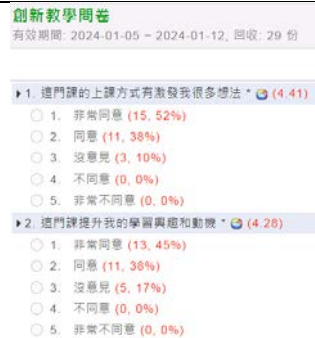 創新教學問卷
有效期間: 2024-01-05 ~ 2024-01-12, 回收: 29 份
1. 這門課的上課方式有激發我很多想法 * (4.41)
1. 非常同意 (15, 52%)
2. 同意 (11, 38%)
3. 沒意見 (3, 10%)
4. 不同意 (0, 0%)
5. 非常不同意 (0, 0%)
2. 這門課提升我的學習興趣和動機 * (4.28)
1. 非常同意 (13, 45%)
2. 同意 (11, 38%)
3. 沒意見 (5, 17%)
4. 不同意 (0, 0%)
5. 非常不同意 (0, 0%)